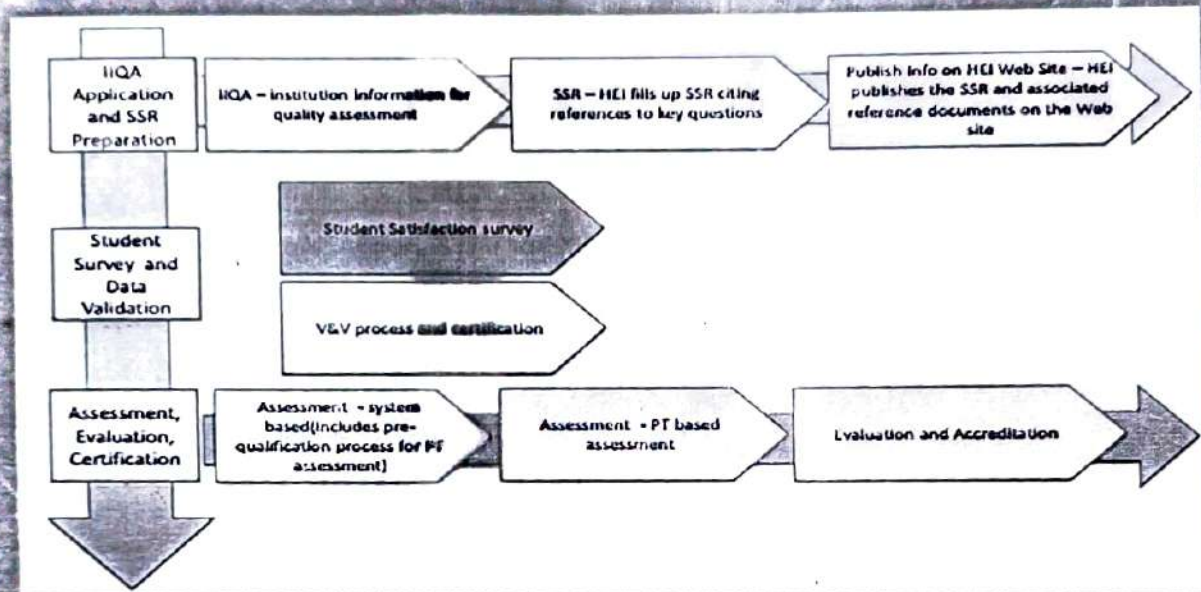 IIQA
Application
and SSR
Preparation
IIQA – Institution Information for
quality assessment
SSR – HEI fills up SSR citing
references to key questions
Publish Info on HEI Web Site – HEI
publishes the SSR and associated
reference documents on the Web
site
Student
Survey and
Data
Validation
Student Satisfaction survey
V&V process and certification
Assessment,
Evaluation,
Certification
Assessment - system
based(includes pre-
qualification process for PT
assessment)
Assessment - PT based
assessment
Evaluation and Accreditation